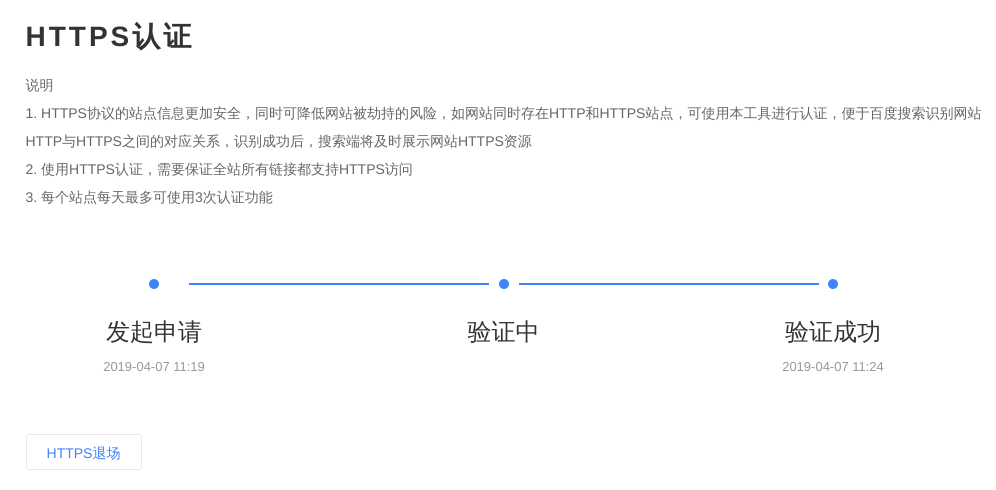 HTTPS认证
说明
1. HTTPS协议的站点信息更加安全，同时可降低网站被劫持的风险，如网站同时存在HTTP和HTTPS站点，可使用本工具进行认证，便于百度搜索识别网站
HTTP与HTTPS之间的对应关系，识别成功后，搜索端将及时展示网站HTTPS资源
2. 使用HTTPS认证，需要保证全站所有链接都支持HTTPS访问
3. 每个站点每天最多可使用3次认证功能
发起申请 验证中 验证成功
2019-04-07 11:19 2019-04-07 11:24
HTTPS退场